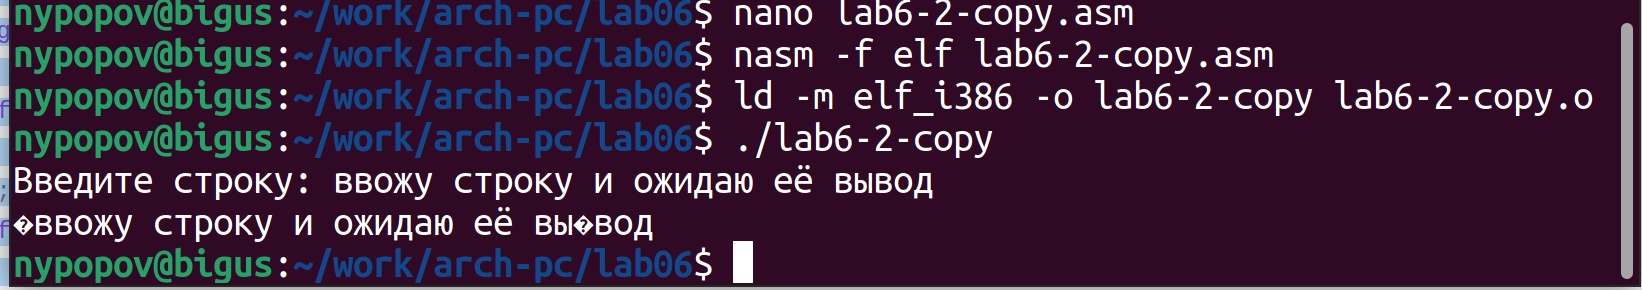 nypopov@bigus:~/work/arch-pc/lab06$ nano lab6-2-copy.asm
nypopov@bigus:~/work/arch-pc/lab06$ nasm -f elf lab6-2-copy.asm
nypopov@bigus:~/work/arch-pc/lab06$ ld -m elf_i386 -o lab6-2-copy lab6-2-copy.o
nypopov@bigus:~/work/arch-pc/lab06$ ./lab6-2-copy
Введите строку: ввожу строку и ожидаю её вывод
�ввожу строку и ожидаю её вы�вод
nypopov@bigus:~/work/arch-pc/lab06$